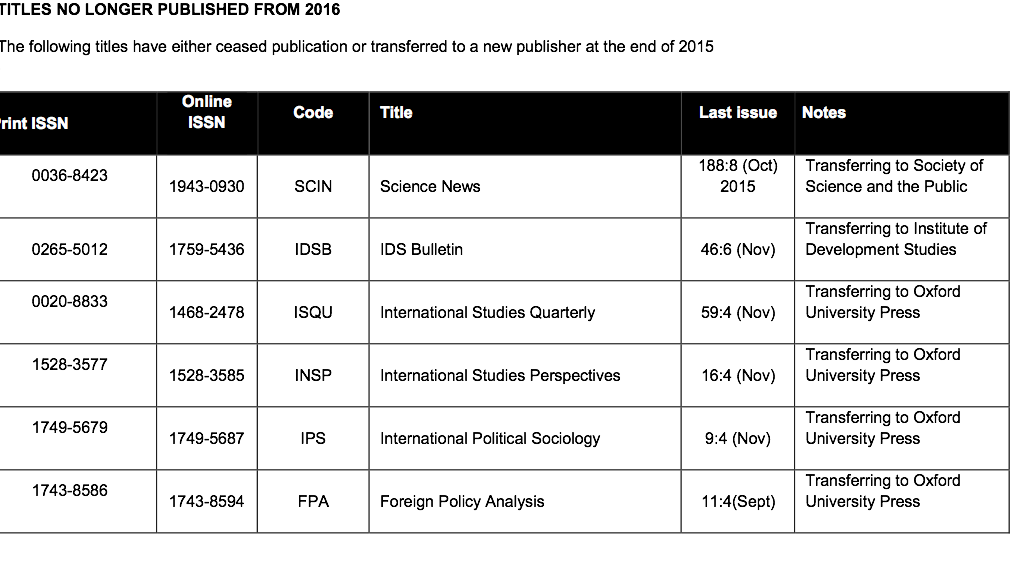 TITLES NO LONGER PUBLISHED FROM 2016
The following titles have either ceased publication or transferred to a new publisher at the end of 2015
rint ISSN
Online
ISSN
Code
Title
Last issue
Notes
0036-8423
1943-0930
SCIN
Science News
188:8 (Oct)
2015
Transferring to Society of
Science and the Public
0265-5012
1759-5436
IDSB
IDS Bulletin
46:6 (Nov)
Transferring to Institute of
Development Studies
0020-8833
1468-2478
ISQU
International Studies Quarterly
59:4 (Nov)
Transferring to Oxford
University Press
1528-3577
1528-3585
INSP
International Studies Perspectives
16:4 (Nov)
Transferring to Oxford
University Press
1749-5679
1749-5687
IPS
International Political Sociology
9:4 (Nov)
Transferring to Oxford
University Press
1743-8586
1743-8594
FPA
Foreign Policy Analysis
11:4(Sept)
Transferring to Oxford
University Press